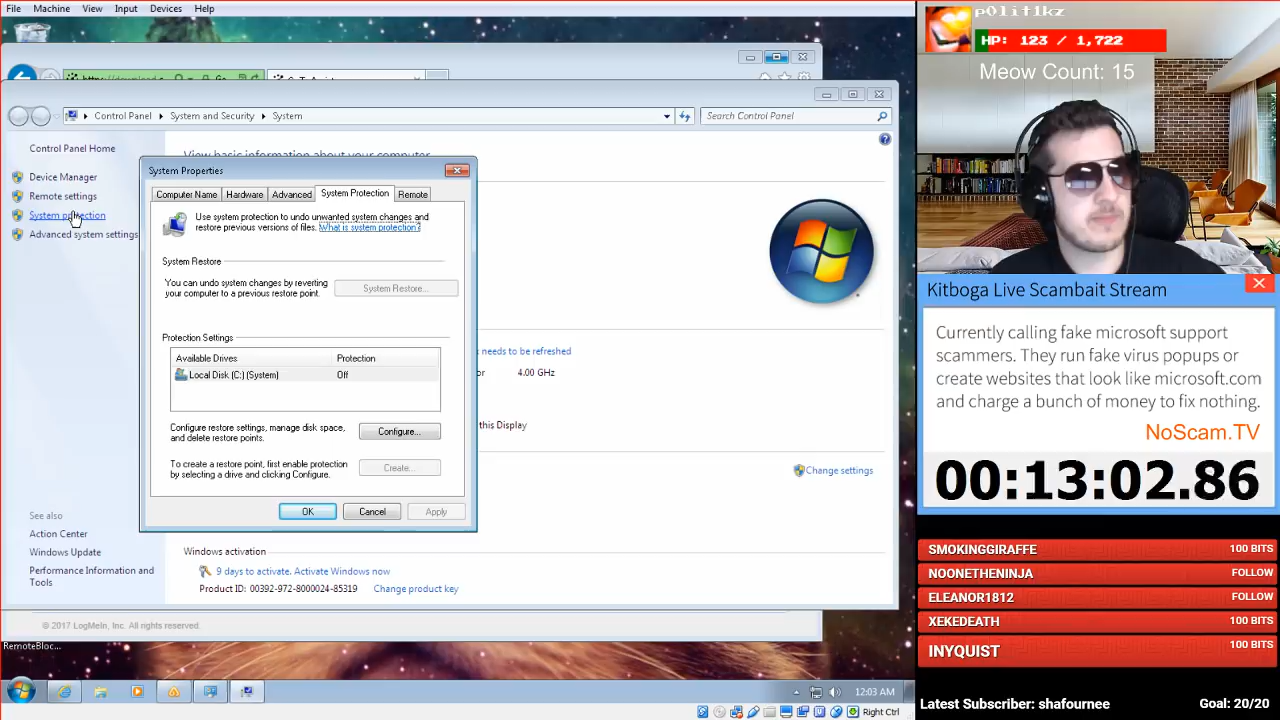 File Machine View Input Devices Help
Control Panel System and Security System
Search Control Panel
Control Panel Home
Device Manager
Remote settings
System protection
Advanced system settings
System Properties
Computer Name Hardware Advanced System Protection Remote
Use system protection to undo unwanted system changes and
restore previous versions of files. What is system protection?
System Restore
You can undo system changes by reverting
your computer to a previous restore point.
System Restore...
Protection Settings
Available Drives Protection
Local Disk (C:) (System) Off
Configure restore settings, manage disk space,
and delete restore points.
Configure...
To create a restore point, first enable protection
by selecting a drive and clicking Configure.
Create...
OK Cancel Apply
needs to be refreshed
4.00 GHz
this Display
Change settings
See also
Action Center
Windows Update
Performance Information and
Tools
Windows activation
9 days to activate. Activate Windows now
Product ID: 00392-972-8000024-85319 Change product key
© 2017 LogMeIn, Inc. All rights reserved.
RemoteBloc...
12:03 AM
Right Ctrl
p0lit1kz
HP: 123 / 1,722
Meow Count: 15
Kitboga Live Scambait Stream
Currently calling fake microsoft support
scammers. They run fake virus popups or
create websites that look like microsoft.com
and charge a bunch of money to fix nothing.
NoScam.TV
00:13:02.86
SMOKINGGIRAFFE 100 BITS
NOONETHENINJA FOLLOW
ELEANOR1812 FOLLOW
XEKEDEATH 100 BITS
INYQUIST 100 BITS
Latest Subscriber: shafournee Goal: 20/20